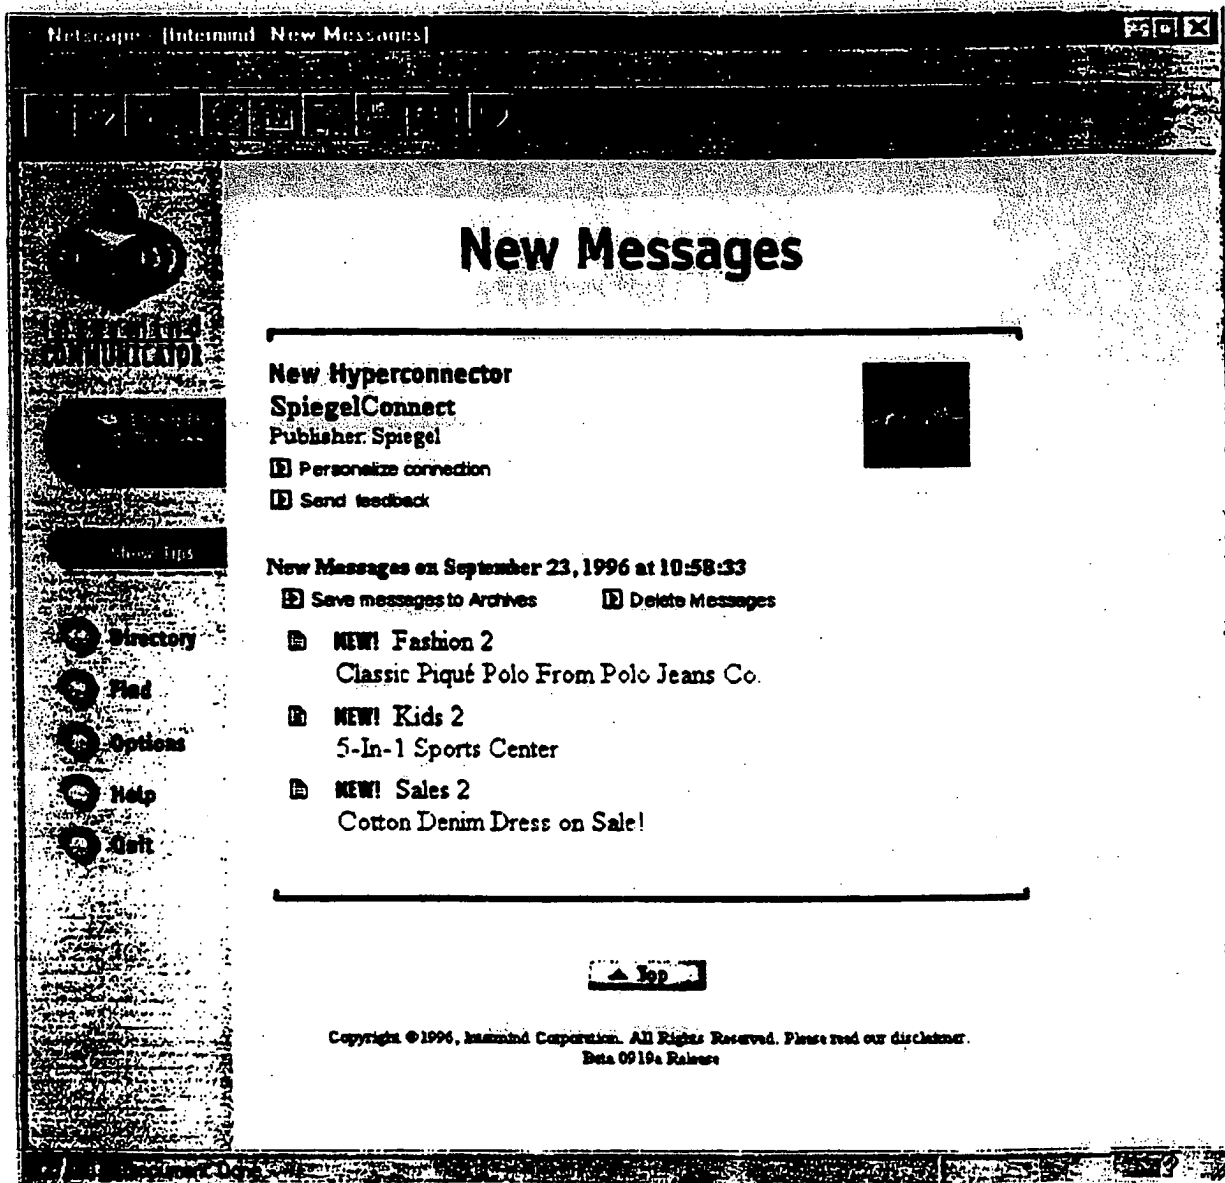 Netscape - [Intermind New Messages]
New Messages
COMMUNICATOR
New Hyperconnector
SpiegelConnect
Publisher: Spiegel
Personalize connection
Send feedback
Show Tips
New Messages on September 23, 1996 at 10:58:33
Save messages to Archives Delete Messages
NEW! Fashion 2
Classic Piqué Polo From Polo Jeans Co.
NEW! Kids 2
5-In-1 Sports Center
NEW! Sales 2
Cotton Denim Dress on Sale!
Directory
Find
Options
Help
Quit
Top
Copyright ©1996, Intermind Corporation. All Rights Reserved. Please read our disclaimer.
Beta 0919a Release